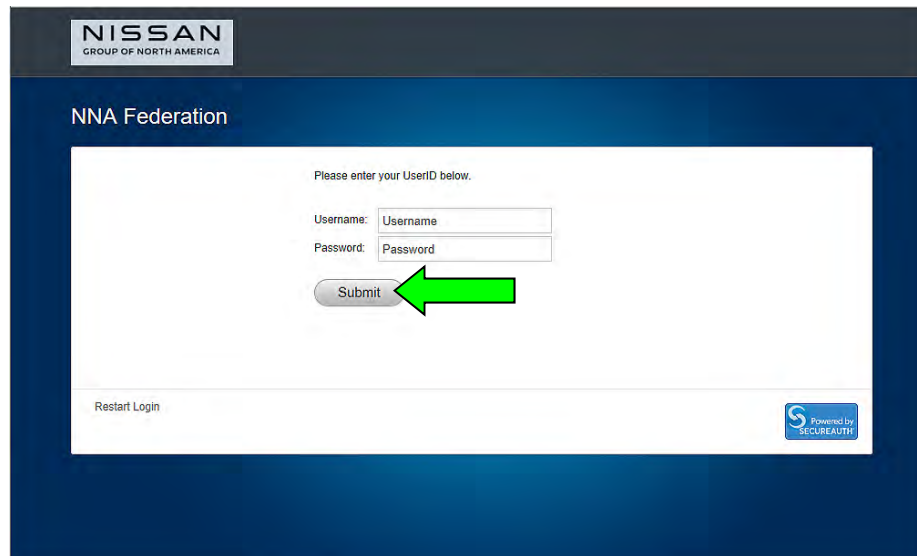 NISSAN
GROUP OF NORTH AMERICA
NNA Federation
Please enter your UserID below.
Username: Username
Password: Password
Submit
Restart Login
Powered by
SECUREAUTH